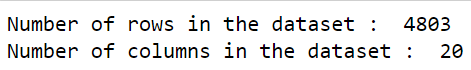 Number of rows in the dataset :  4803
Number of columns in the dataset :  20